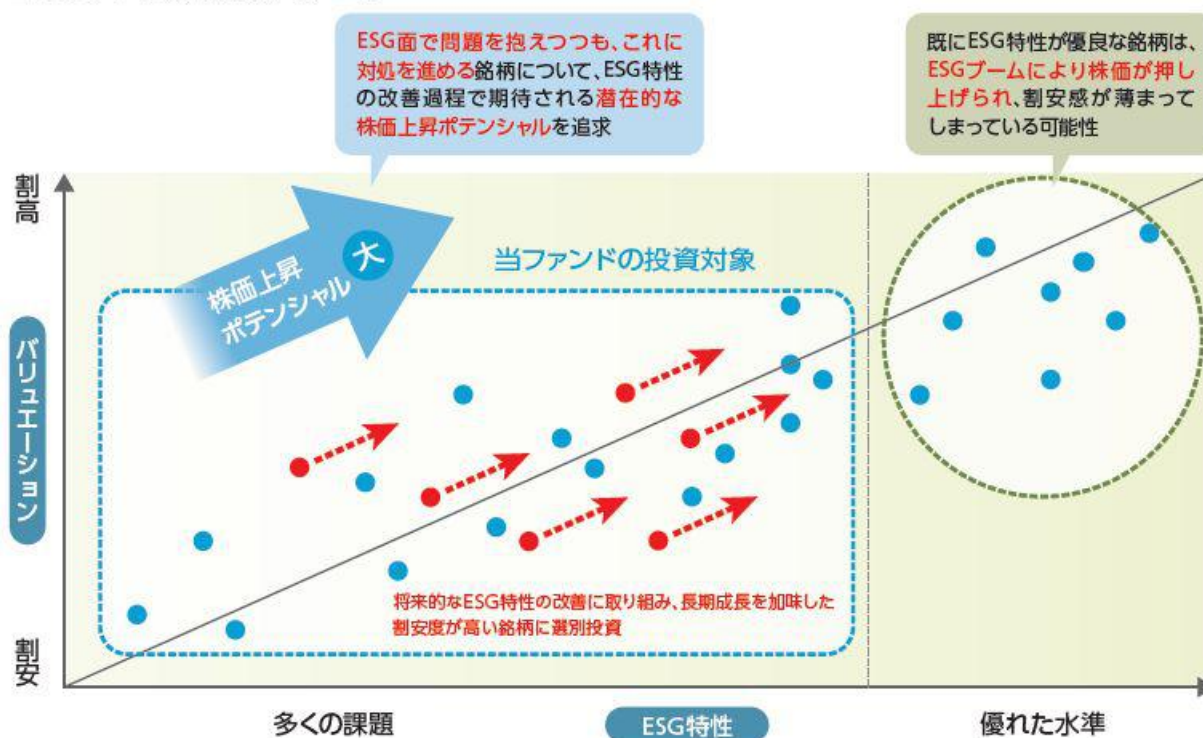 ESG面で問題を抱えつつも、これに
対処を進める銘柄について、ESG特性
の改善過程で期待される潜在的な
株価上昇ポテンシャルを追求
既にESG特性が優良な銘柄は、
ESGブームにより株価が押し
上げられ、割安感が薄まって
しまっている可能性
割高
株価上昇
ポテンシャル
大
当ファンドの投資対象
バリュエーション
将来的なESG特性の改善に取り組み、長期成長を加味した
割安度が高い銘柄に選別投資
割安
多くの課題
ESG特性
優れた水準